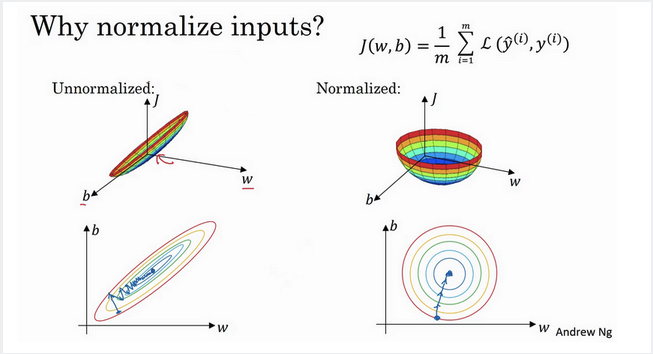 Why normalize inputs?
J(w, b) = \frac{1}{m} \sum_{i=1}^{m} \mathcal{L}(\hat{y}^{(i)}, y^{(i)})
Unnormalized:
J
w
b
Normalized:
J
w
b
b
w
b
w
Andrew Ng